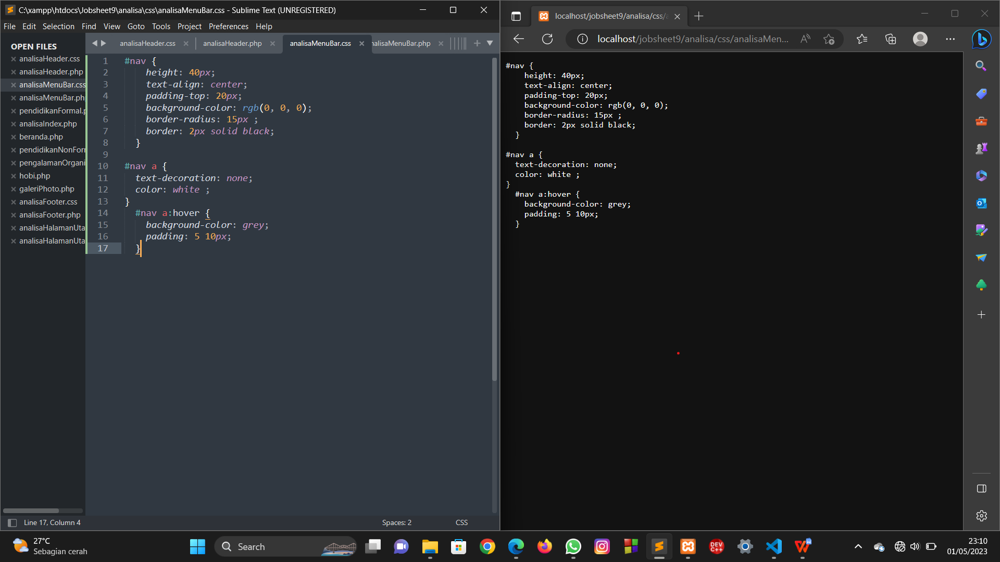 C:\xampp\htdocs\Jobsheet9\analisa\css\analisaMenuBar.css - Sublime Text (UNREGISTERED)
File Edit Selection Find View Goto Tools Project Preferences Help
OPEN FILES
analisaHeader.css
analisaHeader.php
analisaMenuBar.css
analisaMenuBar.ph
pendidikanFormal.p
analisaIndex.php
beranda.php
pendidikanNonForm
pengalamanOrgani
hobi.php
galeriPhoto.php
analisaFooter.css
analisaFooter.php
analisaHalamanUta
analisaHalamanUta
analisaHeader.css analisaHeader.php analisaMenuBar.css nalisaMenuBar.php
1 #nav {
2 height: 40px;
3 text-align: center;
4 padding-top: 20px;
5 background-color: rgb(0, 0, 0);
6 border-radius: 15px ;
7 border: 2px solid black;
8 }
9
10 #nav a {
11 text-decoration: none;
12 color: white ;
13 }
14 #nav a:hover {
15 background-color: grey;
16 padding: 5 10px;
17 }
Line 17, Column 4 Spaces: 2 CSS
localhost/jobsheet9/analisa/css/a
localhost/jobsheet9/analisa/css/analisaMen...
#nav {
height: 40px;
text-align: center;
padding-top: 20px;
background-color: rgb(0, 0, 0);
border-radius: 15px ;
border: 2px solid black;
}
#nav a {
text-decoration: none;
color: white ;
}
#nav a:hover {
background-color: grey;
padding: 5 10px;
}
27°C
Sebagian cerah
Search
DEV
C++
23:10
01/05/2023